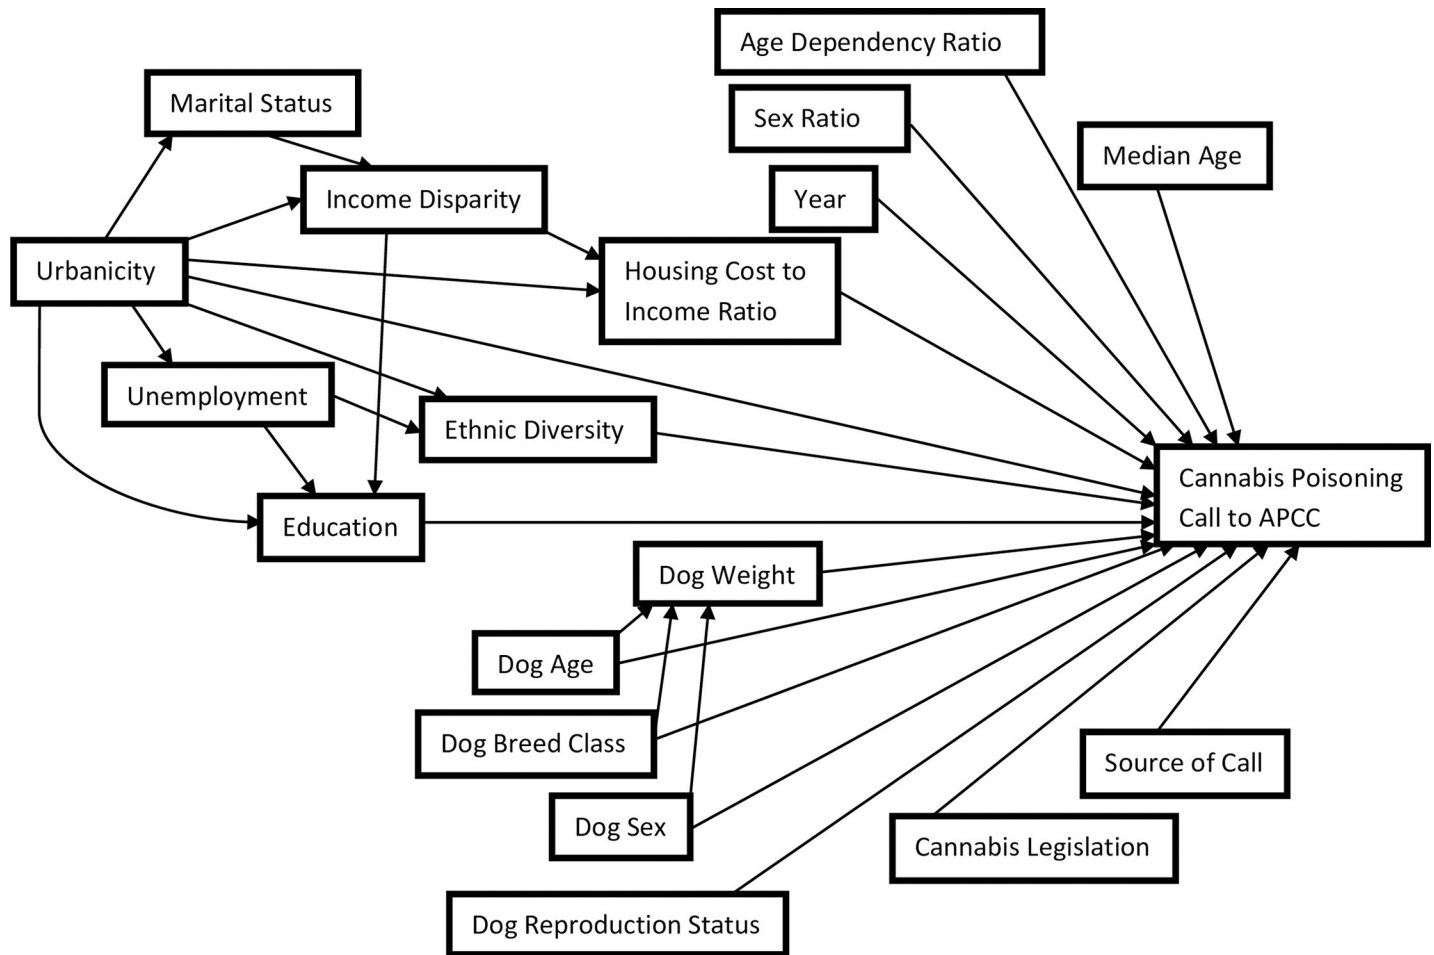 Age Dependency Ratio
Marital Status
Sex Ratio
Median Age
Income Disparity
Year
Urbanicity
Housing Cost to
Income Ratio
Unemployment
Ethnic Diversity
Cannabis Poisoning
Call to APCC
Education
Dog Weight
Dog Age
Dog Breed Class
Source of Call
Dog Sex
Cannabis Legislation
Dog Reproduction Status